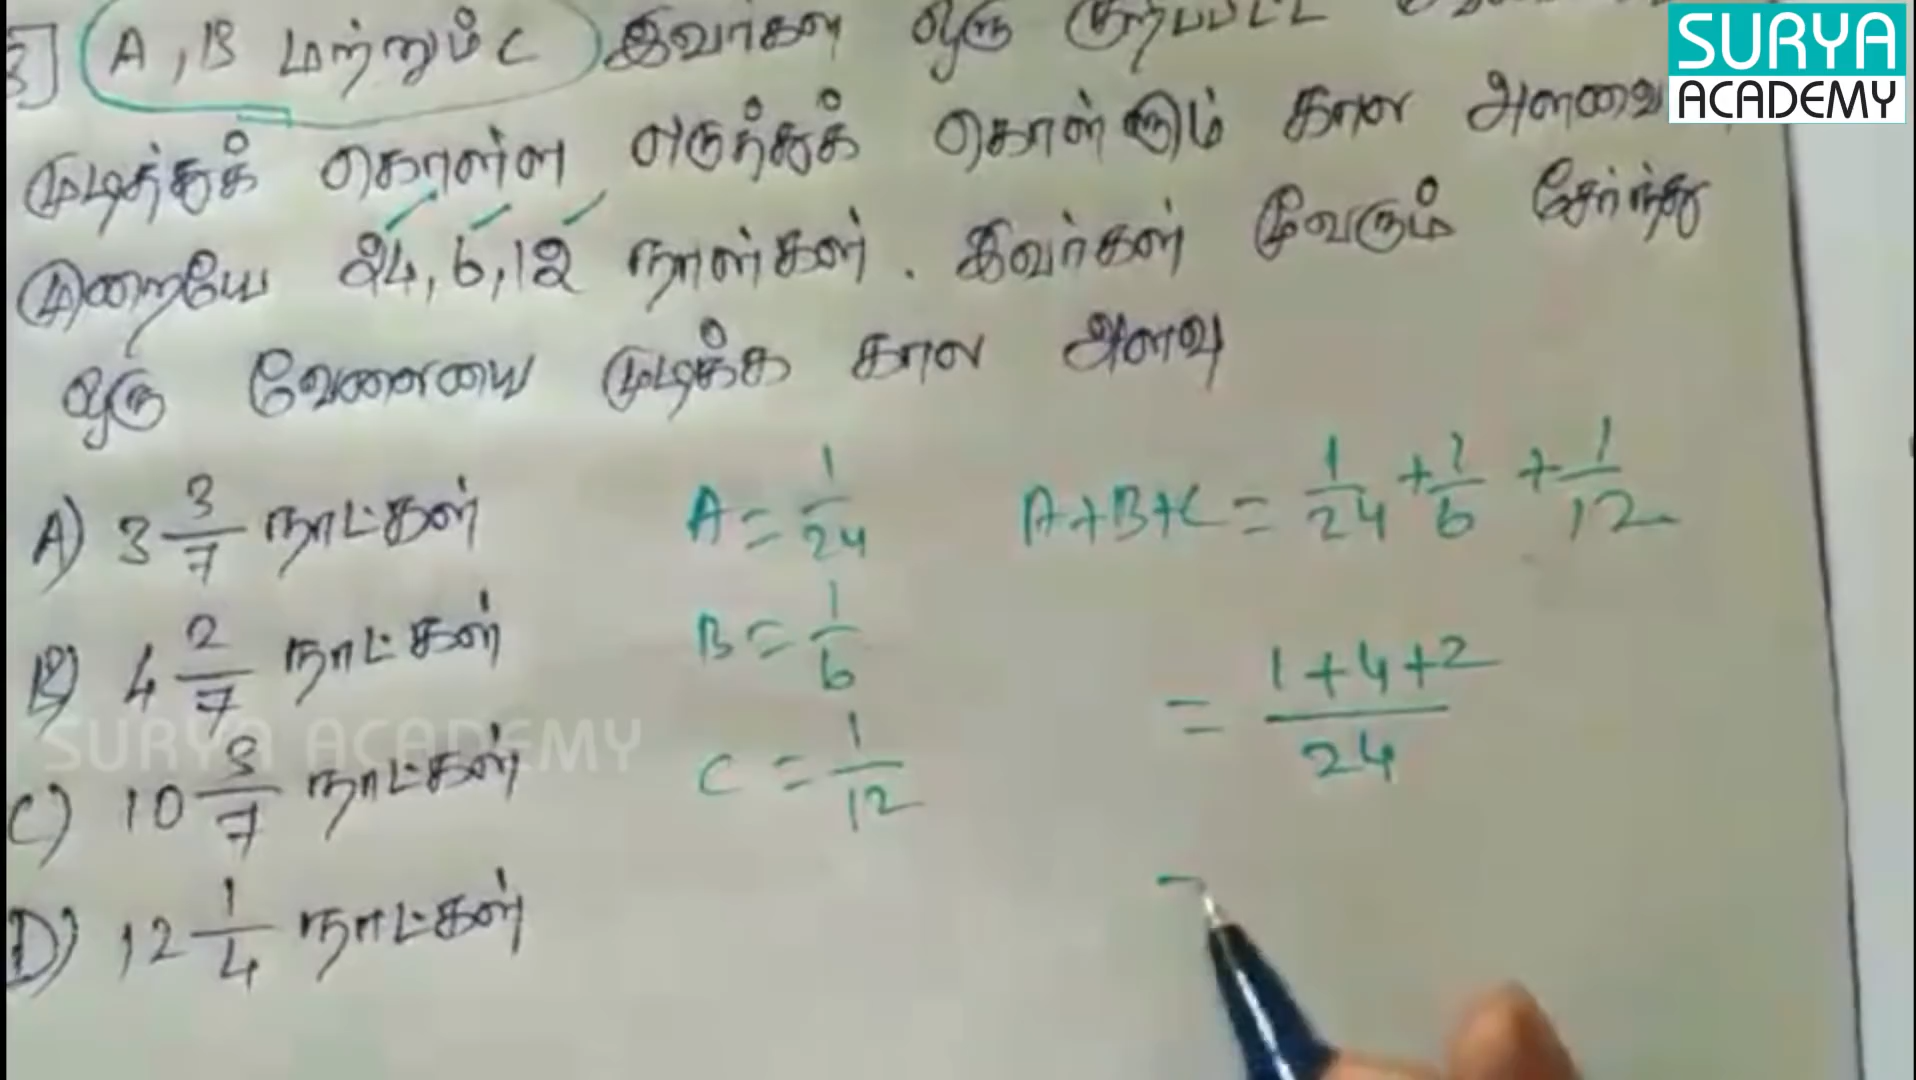 3] A, B மற்றும் C இவர்கள் ஒரு குறிப்பிட்ட
முடித்துக் கொள்ள எடுத்துக் கொள்ளும் கால அளவை
முறையே 24, 6, 12 நாள்கள். இவர்கள் மூவரும் சேர்ந்து
ஒரு வேலையை முடிக்க கால அளவு
A) 3 3/7 நாட்கள்
B) 4 2/7 நாட்கள்
C) 10 3/7 நாட்கள்
D) 12 1/4 நாட்கள்
A = 1/24
B = 1/6
C = 1/12
A+B+C = 1/24 + 1/6 + 1/12
= 1+4+2/24
SURYA
ACADEMY
SURYA ACADEMY